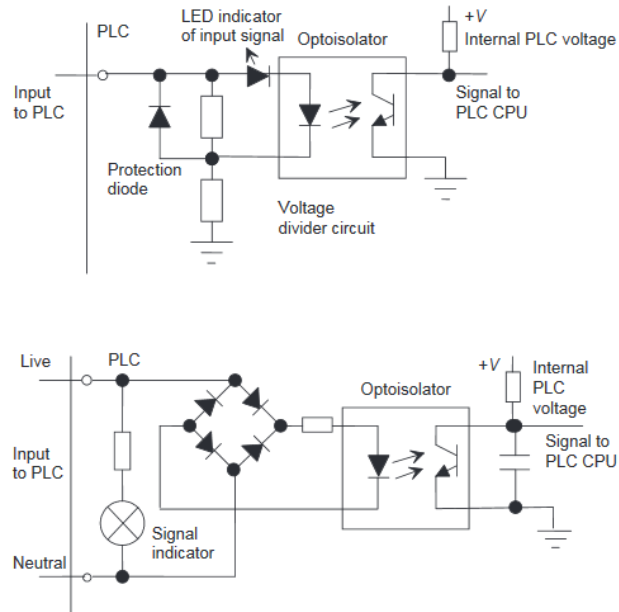 PLC
LED indicator
of input signal
Optoisolator
+V
Internal PLC voltage
Input
to PLC
Signal to
PLC CPU
Protection
diode
Voltage
divider circuit
Live
PLC
Optoisolator
+V
Internal
PLC
voltage
Input
to PLC
Signal to
PLC CPU
Signal
indicator
Neutral